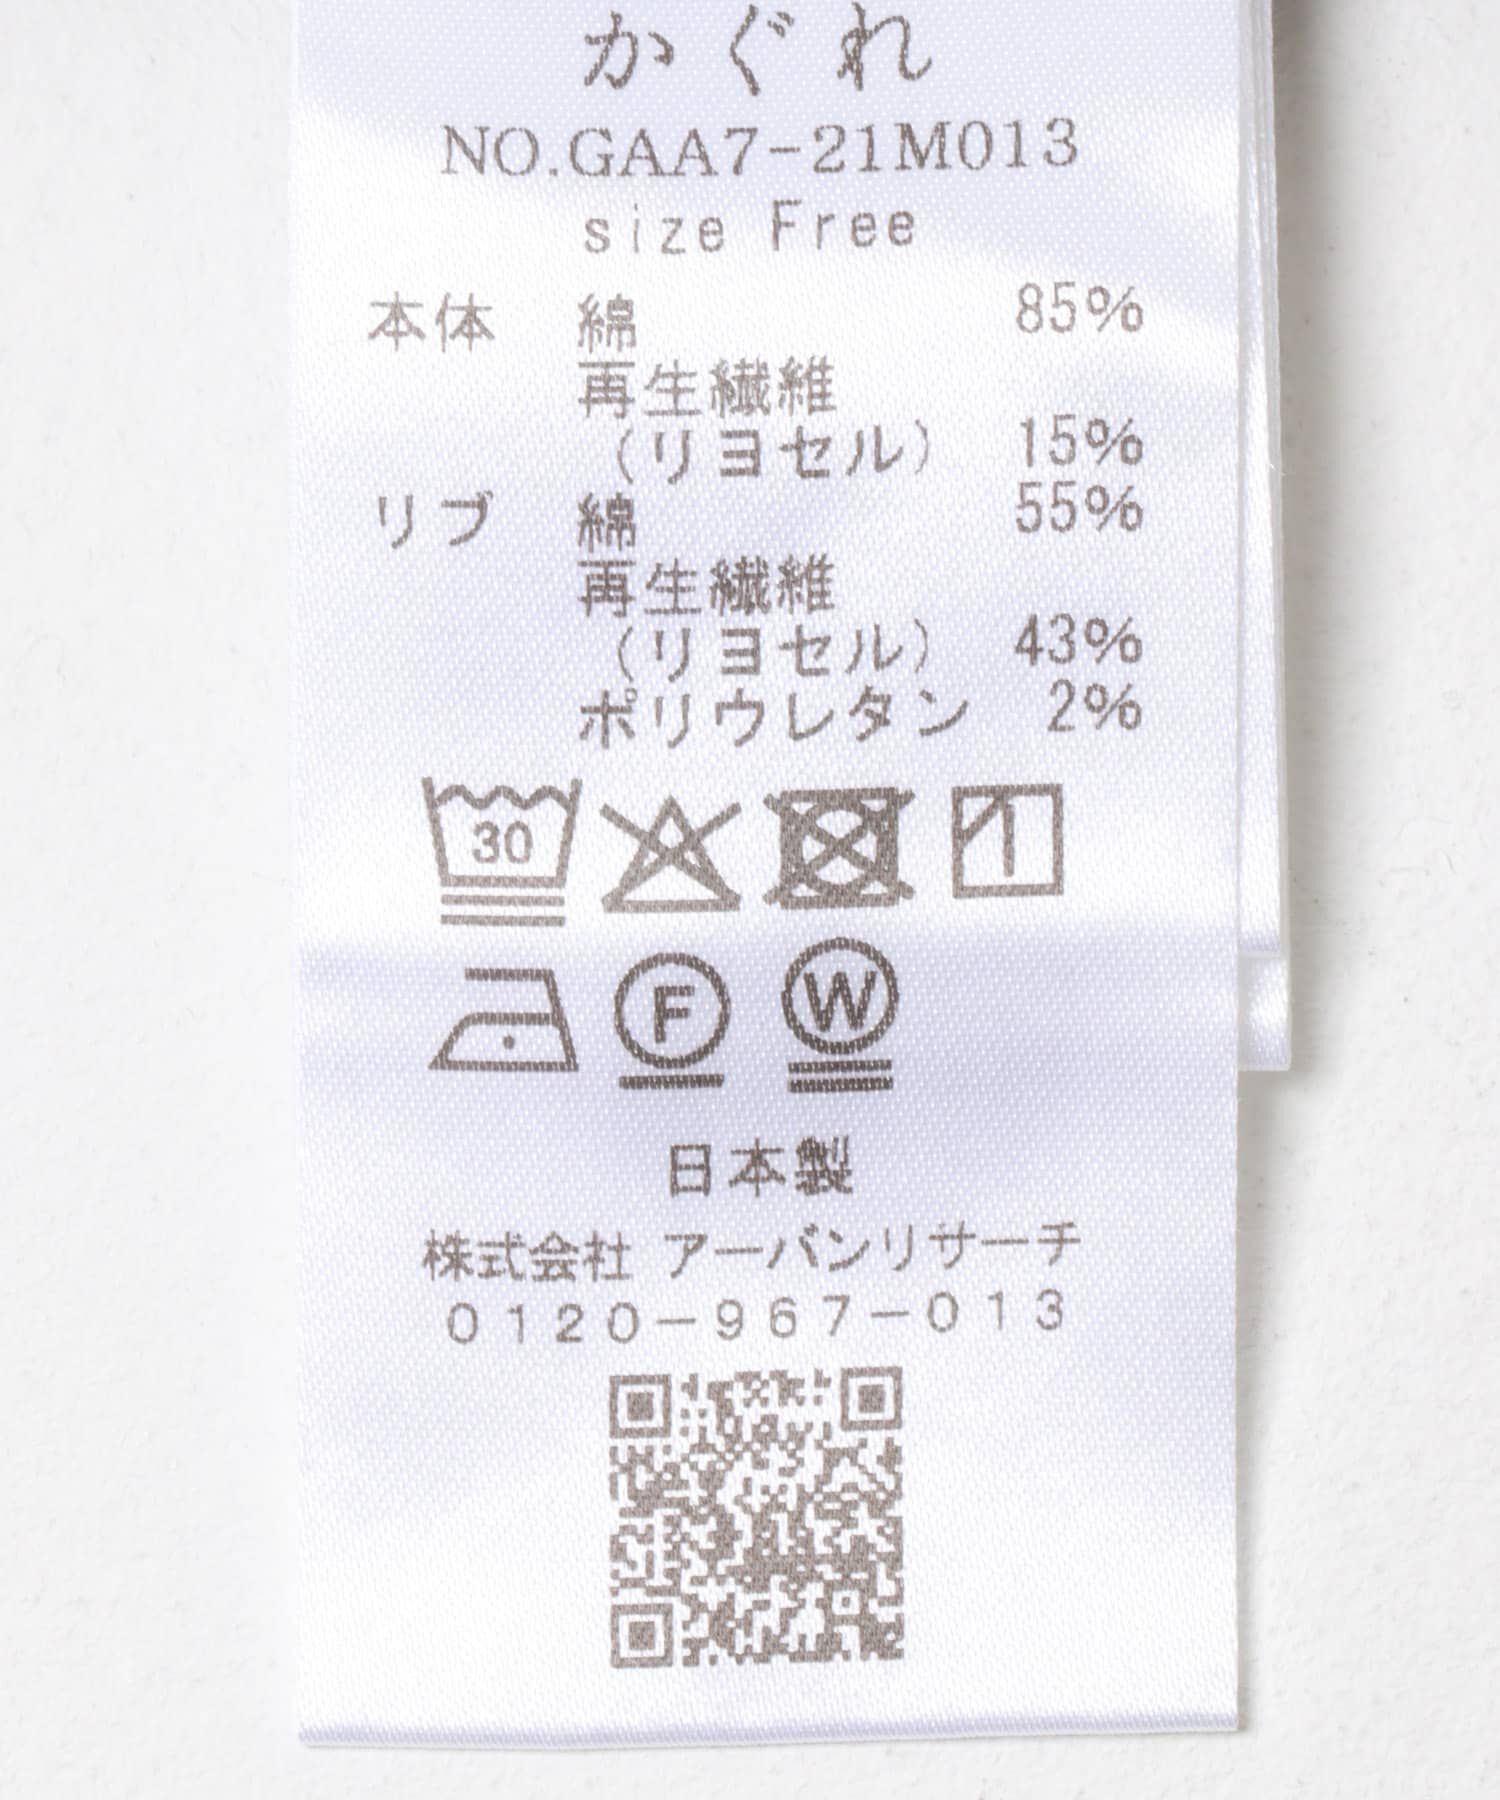 かぐれ
NO.GAA7-21M013
size Free
本体 綿 85%
再生繊維
(リヨセル) 15%
リブ 綿 55%
再生繊維
(リヨセル) 43%
ポリウレタン 2%
30
F W
日本製
株式会社 アーバンリサーチ
0120-967-013